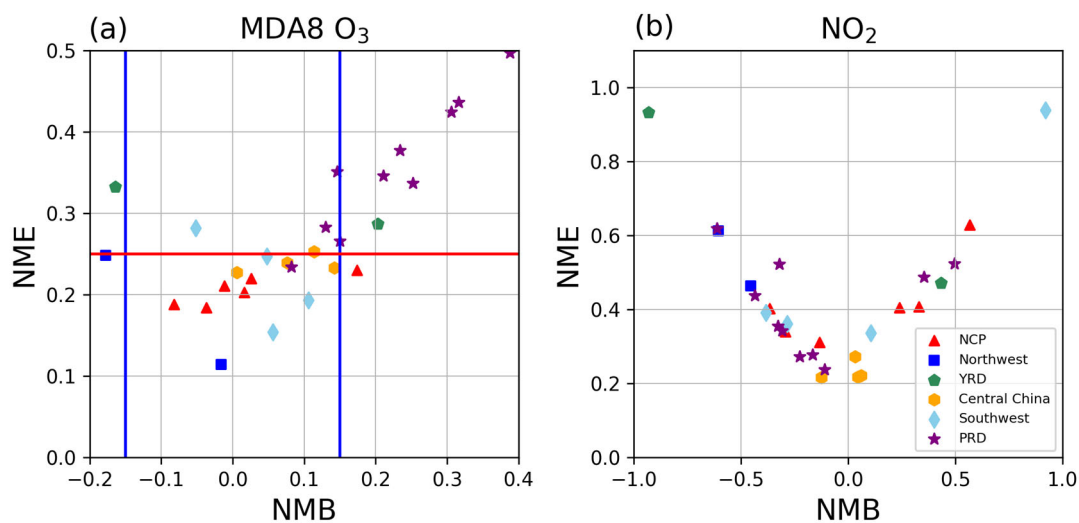 (a)
MDA8 O₃
NME
0.5
0.4
0.3
0.2
0.1
0.0
−0.2 −0.1 0.0 0.1 0.2 0.3 0.4
NMB
(b)
NO₂
NME
1.0
0.8
0.6
0.4
0.2
0.0
−1.0 −0.5 0.0 0.5 1.0
NMB
NCP
Northwest
YRD
Central China
Southwest
PRD